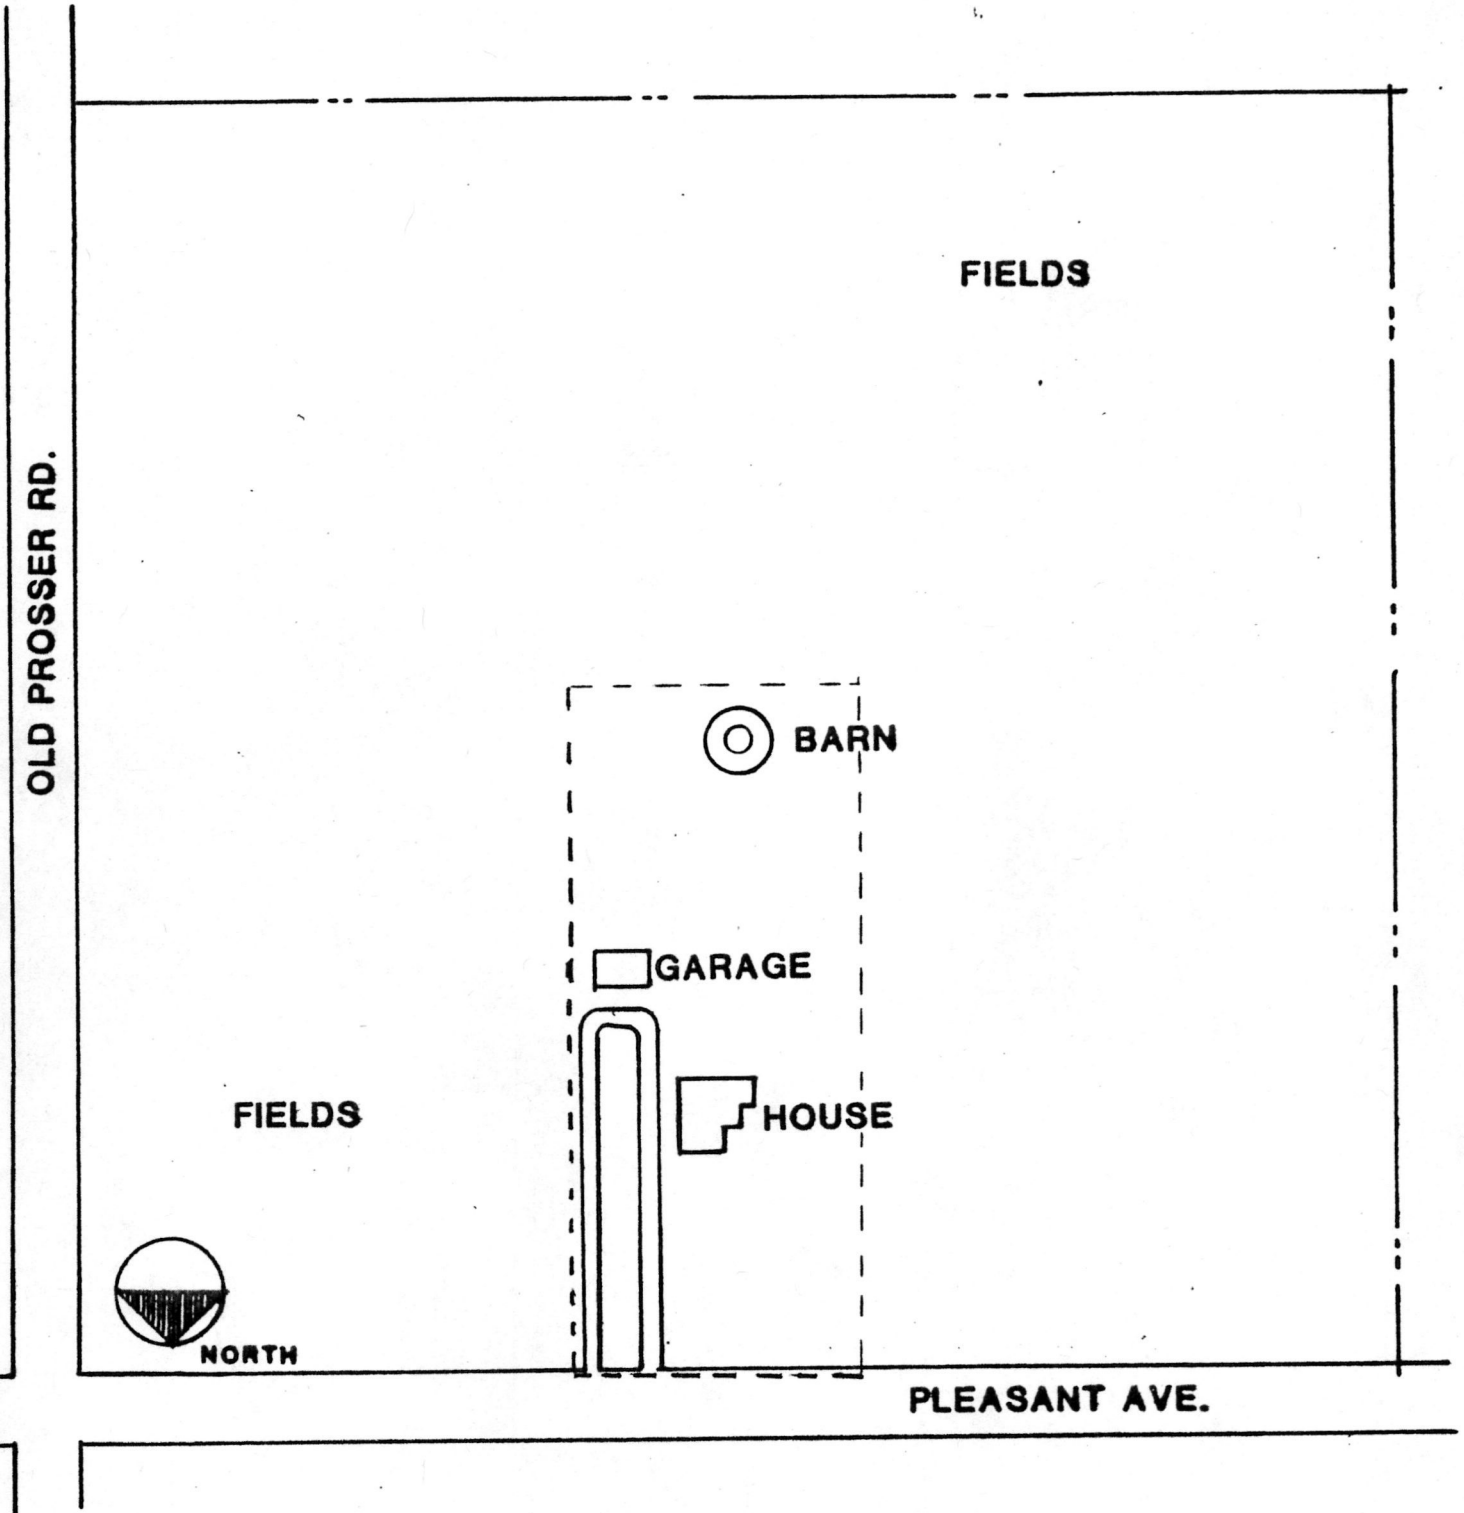 FIELDS
OLD PROSSER RD.
BARN
GARAGE
FIELDS
HOUSE
NORTH
PLEASANT AVE.